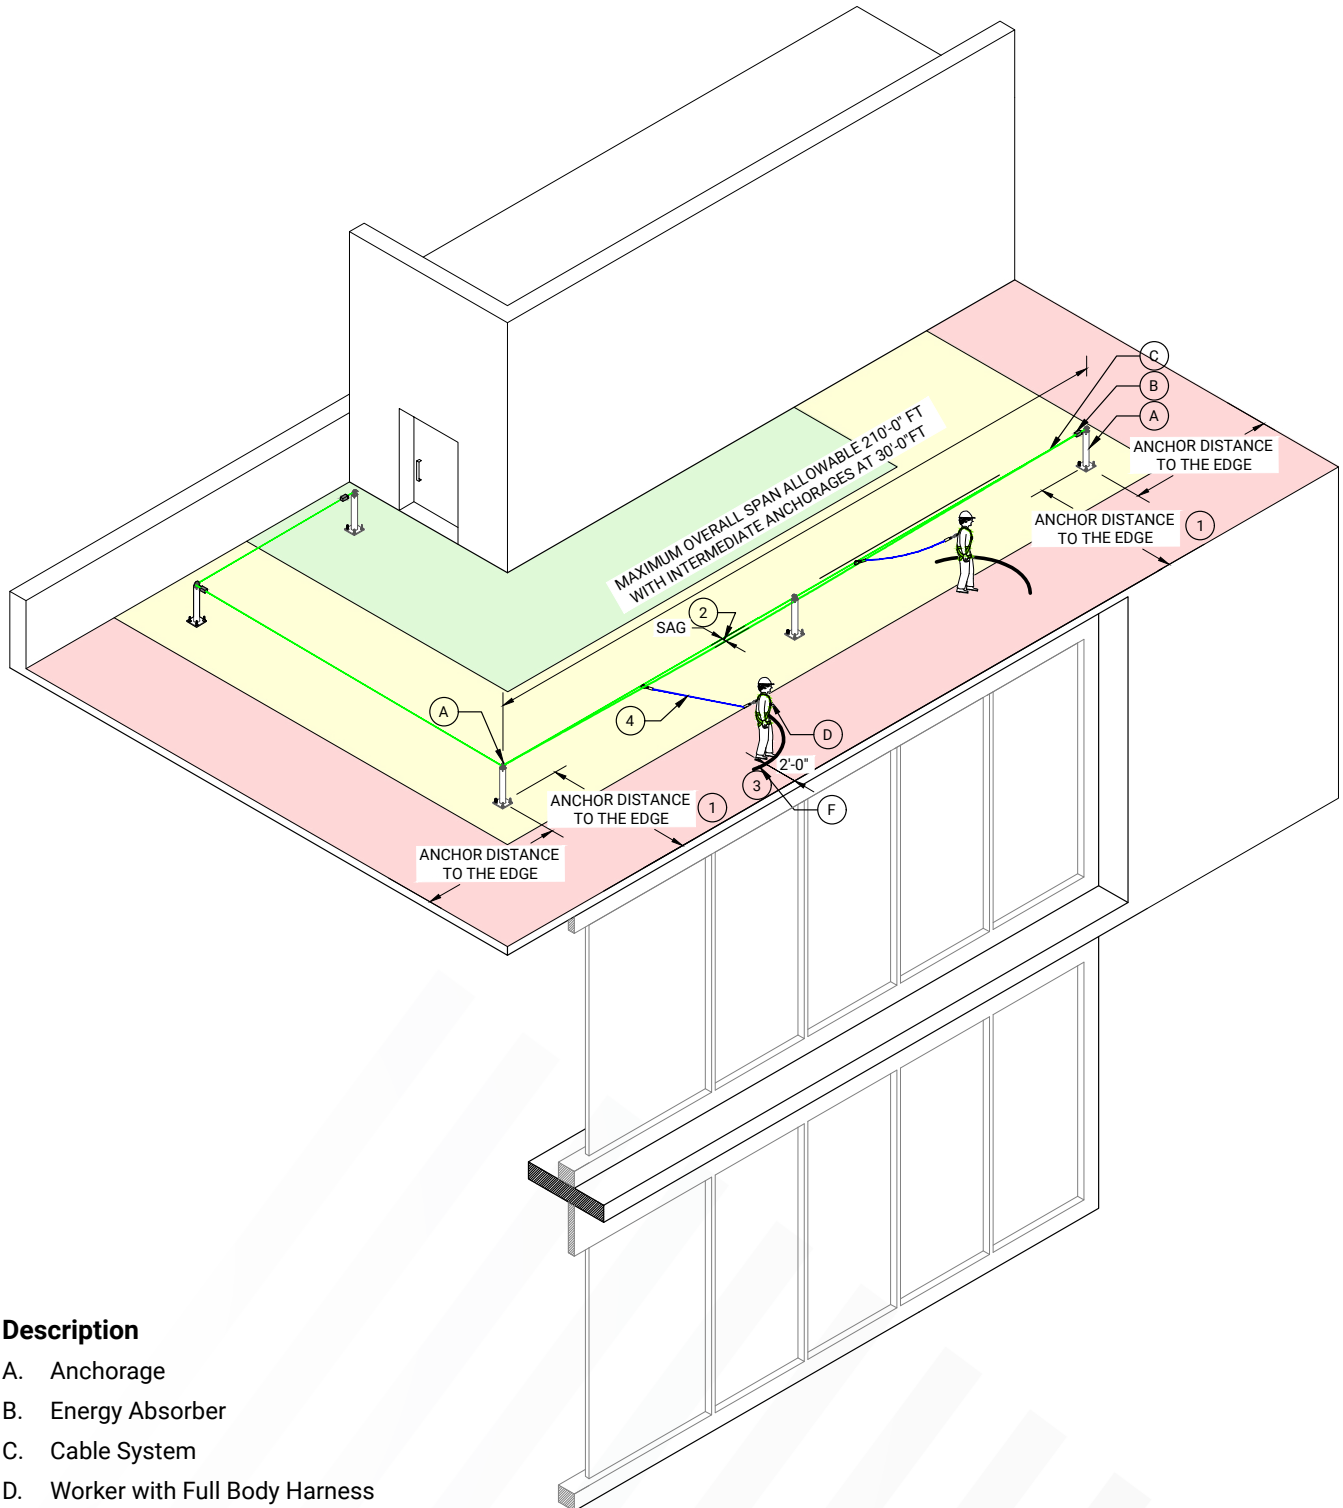 C
B
A
ANCHOR DISTANCE
TO THE EDGE
MAXIMUM OVERALL SPAN ALLOWABLE 210'-0" FT
WITH INTERMEDIATE ANCHORAGES AT 30'-0"FT
ANCHOR DISTANCE
TO THE EDGE
1
2
SAG
A
4
D
2'-0"
3
F
ANCHOR DISTANCE
TO THE EDGE
1
ANCHOR DISTANCE
TO THE EDGE
Description
A. Anchorage
B. Energy Absorber
C. Cable System
D. Worker with Full Body Harness